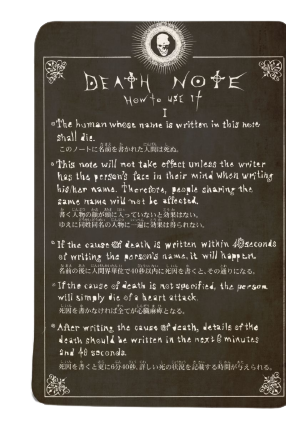 DEATH NOTE
HOW TO USE IT
I
The human whose name is written in this note
shall die.
このノートに名前を書かれた人間は死ぬ。
This note will not take effect unless the writer
has the person's face in their mind when writing
his/her name. Therefore, people sharing the
same name will not be affected.
書く人物の顔が頭に入っていないと効果はない。
ゆえに同姓同名の人物に一遍に効果は得られない。
If the cause of death is written within 40 seconds
of writing the person's name, it will happen.
名前の後に人間界単位で40秒以内に死因を書くと、その通りになる。
If the cause of death is not specified, the person
will simply die of a heart attack.
死因を書かなければ全てが心臓麻痺となる。
After writing the cause of death, details of the
death should be written in the next 6 minutes
and 40 seconds.
死因を書くと更に6分40秒、詳しい死の状況を記載する時間が与えられる。